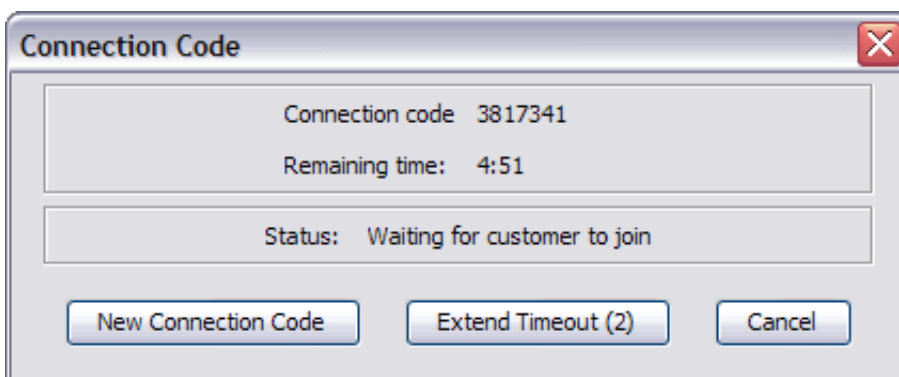 Connection Code
Connection code 3817341
Remaining time: 4:51
Status: Waiting for customer to join
New Connection Code Extend Timeout (2) Cancel